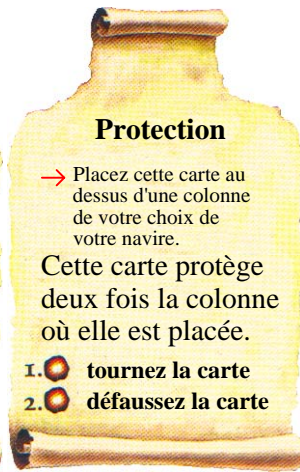 Protection
→ Placez cette carte au
dessus d'une colonne
de votre choix de
votre navire.
Cette carte protège
deux fois la colonne
où elle est placée.
1. tournez la carte
2. défaussez la carte